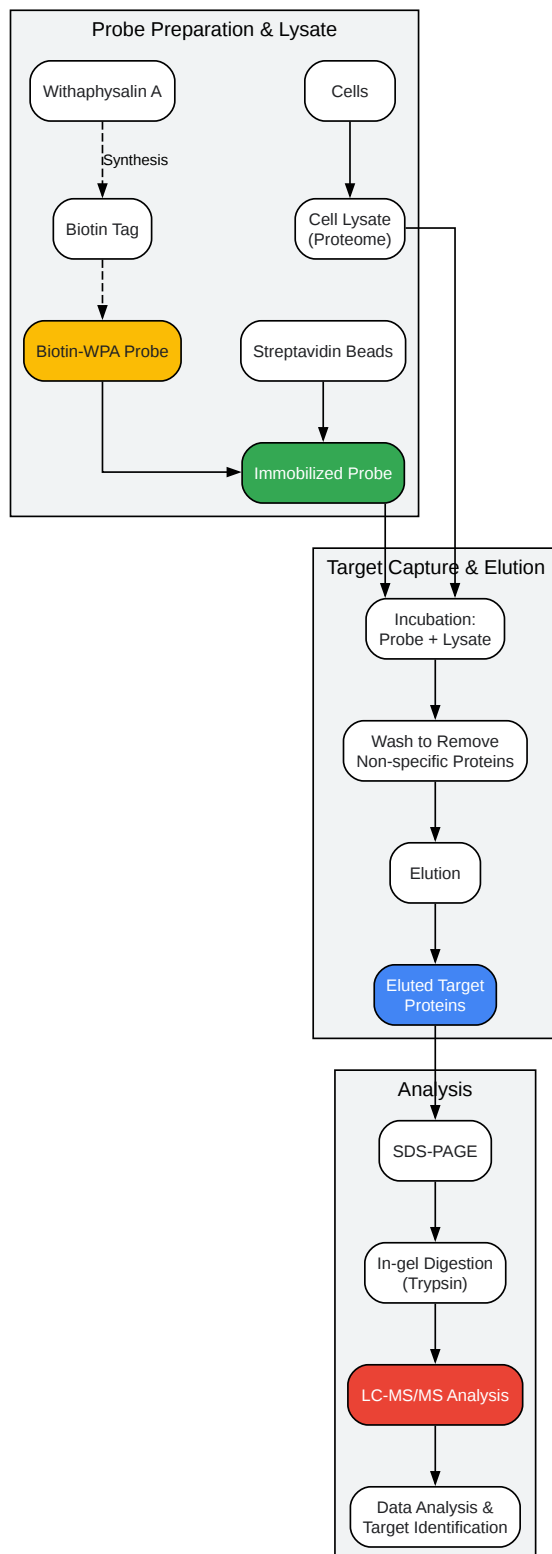 Probe Preparation & Lysate
Withaphysalin A
Cells
Synthesis
Biotin Tag
Cell Lysate
(Proteome)
Biotin-WPA Probe
Streptavidin Beads
Immobilized Probe
Target Capture & Elution
Incubation:
Probe + Lysate
Wash to Remove
Non-specific Proteins
Elution
Eluted Target
Proteins
Analysis
SDS-PAGE
In-gel Digestion
(Trypsin)
LC-MS/MS Analysis
Data Analysis &
Target Identification